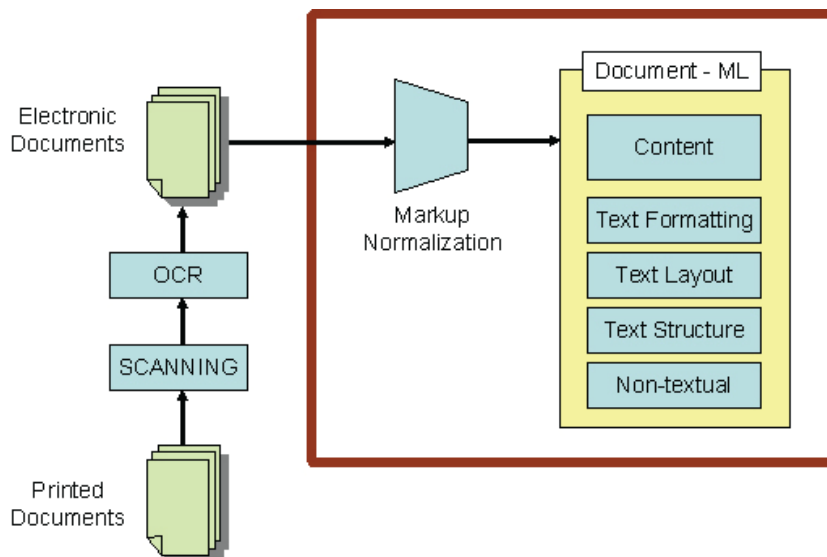 Document - ML
Electronic
Documents
Content
Markup
Normalization
Text Formatting
OCR
Text Layout
Text Structure
SCANNING
Non-textual
Printed
Documents